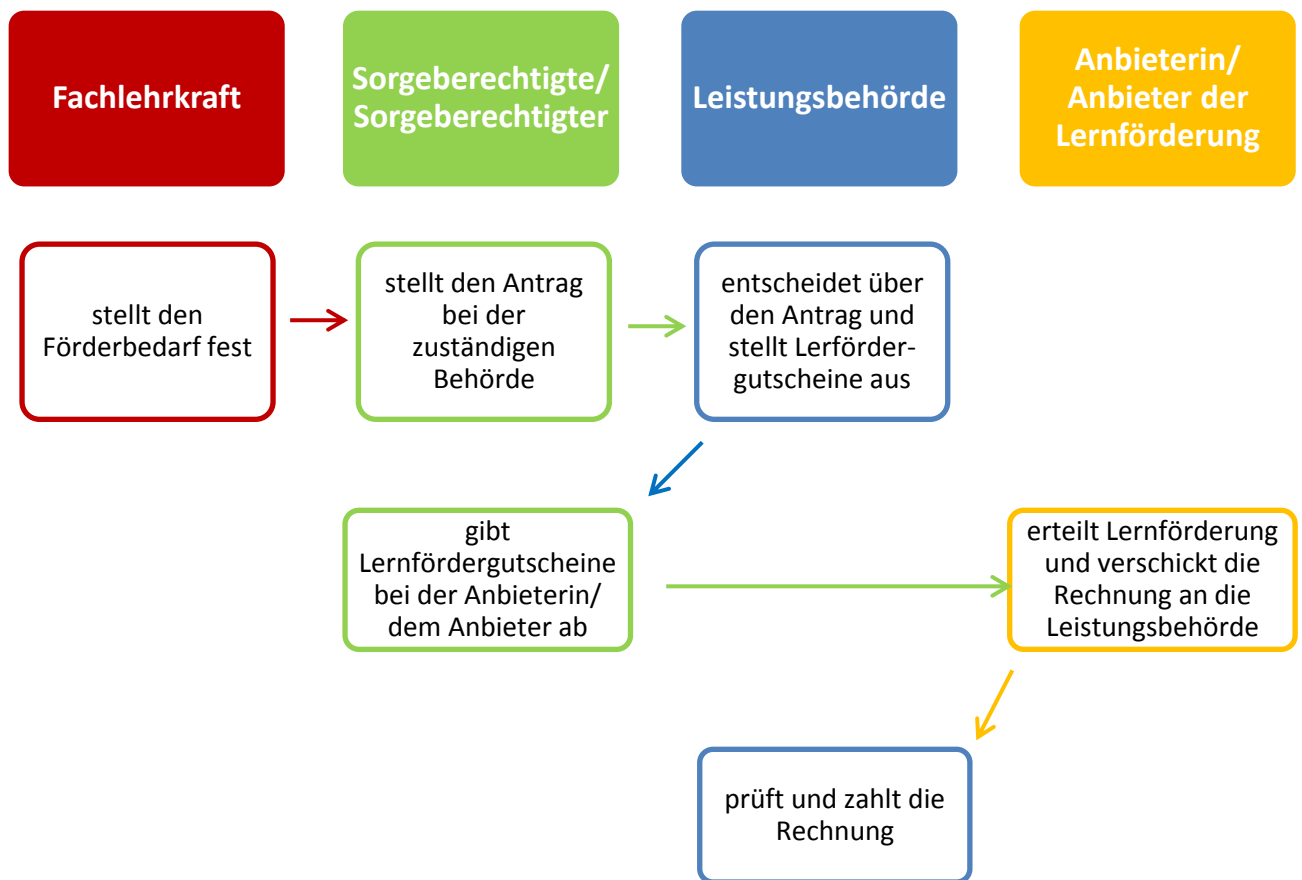 Fachlehrkraft
Sorgeberechtigte/
Sorgeberechtigter
Leistungsbehörde
Anbieterin/
Anbieter der
Lernförderung
stellt den
Förderbedarf fest
stellt den Antrag
bei der
zuständigen
Behörde
entscheidet über
den Antrag und
stellt Lerförder-
gutscheine aus
gibt
Lernfördergutscheine
bei der Anbieterin/
dem Anbieter ab
erteilt Lernförderung
und verschickt die
Rechnung an die
Leistungsbehörde
prüft und zahlt die
Rechnung